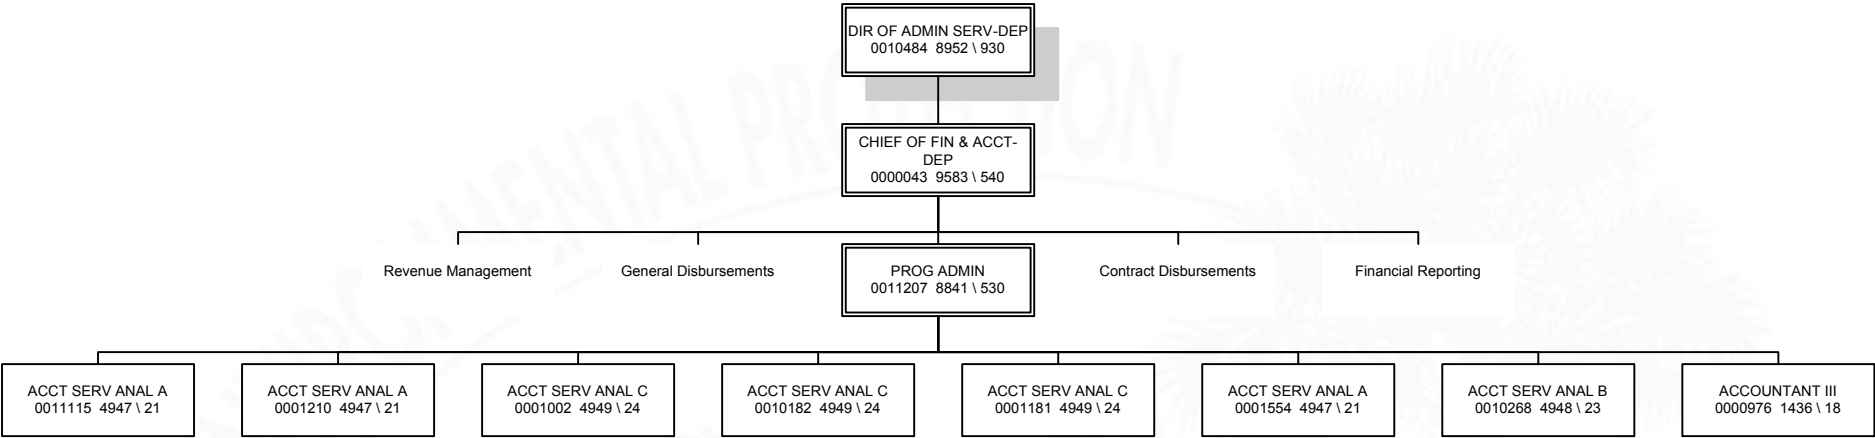 DIR OF ADMIN SERV-DEP
0010484 8952 \ 930
CHIEF OF FIN & ACCT-
DEP
0000043 9583 \ 540
Revenue Management
General Disbursements
PROG ADMIN
0011207 8841 \ 530
Contract Disbursements
Financial Reporting
ACCT SERV ANAL A
0011115 4947 \ 21
ACCT SERV ANAL A
0001210 4947 \ 21
ACCT SERV ANAL C
0001002 4949 \ 24
ACCT SERV ANAL C
0010182 4949 \ 24
ACCT SERV ANAL C
0001181 4949 \ 24
ACCT SERV ANAL A
0001554 4947 \ 21
ACCT SERV ANAL B
0010268 4948 \ 23
ACCOUNTANT III
0000976 1436 \ 18